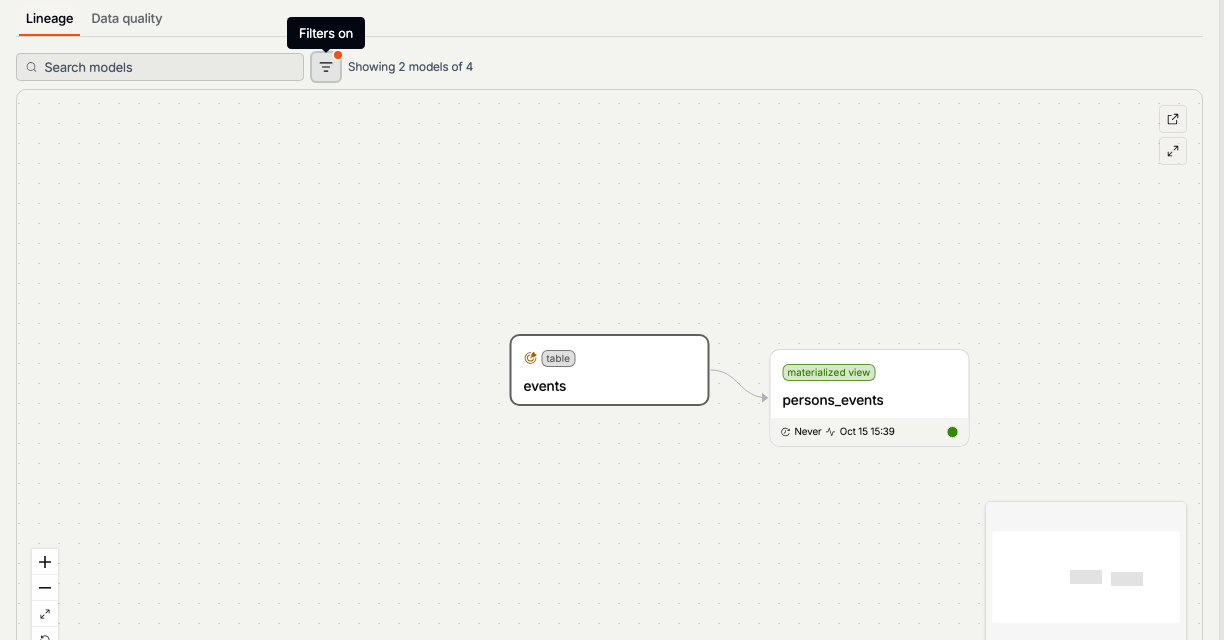 Lineage Data quality
Filters on
Search models
Showing 2 models of 4
table
events
materialized view
persons_events
Never Oct 15 15:39